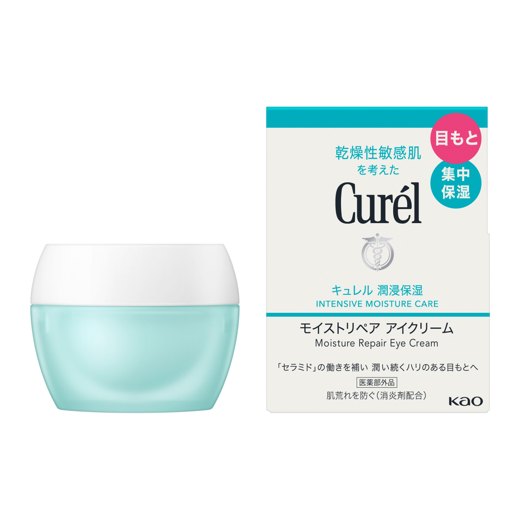 目もと
集中
保湿
乾燥性敏感肌
を考えた
Curél
キュレル 潤浸保湿
INTENSIVE MOISTURE CARE
モイストリペア アイクリーム
Moisture Repair Eye Cream
「セラミド」の働きを補い 潤い続くハリのある目もとへ
医薬部外品
肌荒れを防ぐ(消炎剤配合)
Kao